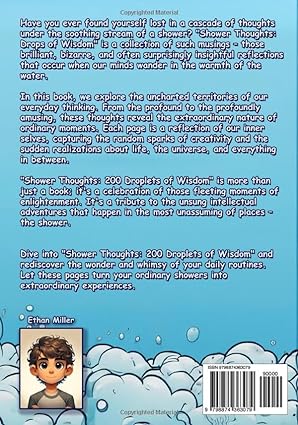 Have you ever found yourself lost in a cascade of thoughts
under the soothing stream of a shower? "Shower Thoughts:
Drops of Wisdom" is a collection of such musings - those
brilliant, bizarre, and often surprisingly insightful reflections
that occur when our minds wander in the warmth of the
water.
In this book, we explore the uncharted territories of our
everyday thinking. From the profound to the profoundly
amusing, these thoughts reveal the extraordinary nature of
ordinary moments. Each page is a reflection of our inner
selves, capturing the random sparks of creativity and the
sudden realizations about life, the universe, and everything
in between.
"Shower Thoughts: 200 Droplets of Wisdom" is more than
just a book; it's a celebration of those fleeting moments of
enlightenment. It's a tribute to the unsung intellectual
adventures that happen in the most unassuming of places -
the shower.
Dive into "Shower Thoughts: 200 Droplets of Wisdom" and
rediscover the wonder and whimsy of your daily routines.
Let these pages turn your ordinary showers into
extraordinary experiences.
Ethan Miller
ISBN 9798874363079
90000
9 798874 363079